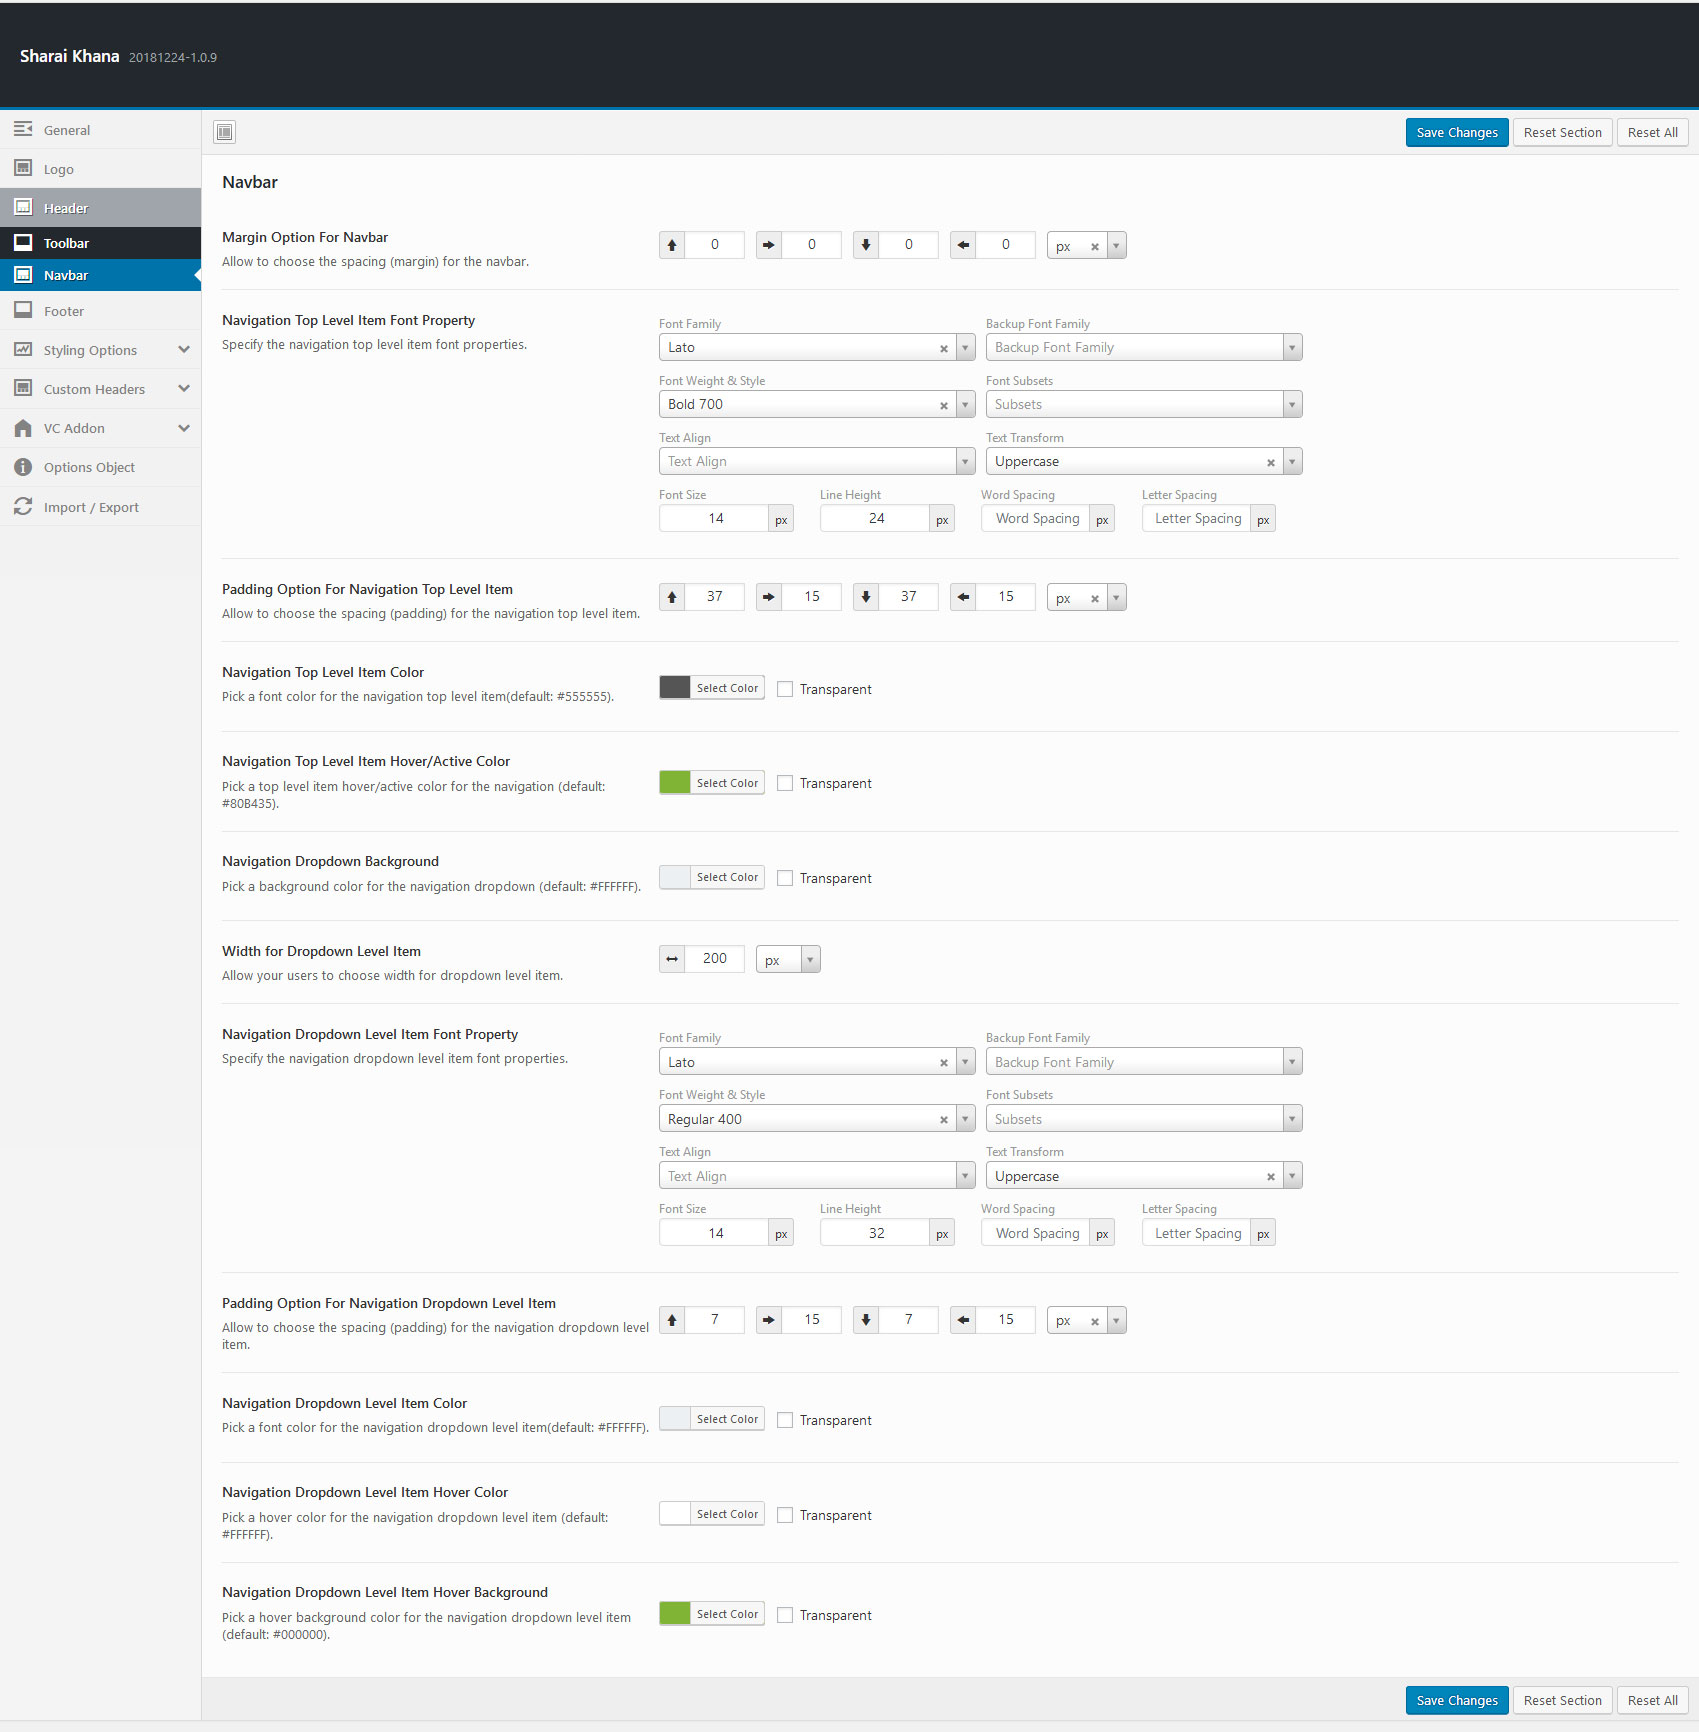 Sharai Khana 20181224-1.0.9
General
Logo
Header
Toolbar
Navbar
Footer
Styling Options
Custom Headers
VC Addon
Options Object
Import / Export
Save Changes Reset Section Reset All
Navbar
Margin Option For Navbar
Allow to choose the spacing (margin) for the navbar.
0 0 0 0 px
Navigation Top Level Item Font Property
Specify the navigation top level item font properties.
Font Family Backup Font Family
Lato Backup Font Family
Font Weight & Style Font Subsets
Bold 700 Subsets
Text Align Text Transform
Text Align Uppercase
Font Size Line Height Word Spacing Letter Spacing
14 px 24 px Word Spacing px Letter Spacing px
Padding Option For Navigation Top Level Item
Allow to choose the spacing (padding) for the navigation top level item.
37 15 37 15 px
Navigation Top Level Item Color
Pick a font color for the navigation top level item(default: #555555).
Select Color Transparent
Navigation Top Level Item Hover/Active Color
Pick a top level item hover/active color for the navigation (default:
#80B435).
Select Color Transparent
Navigation Dropdown Background
Pick a background color for the navigation dropdown (default: #FFFFFF).
Select Color Transparent
Width for Dropdown Level Item
Allow your users to choose width for dropdown level item.
200 px
Navigation Dropdown Level Item Font Property
Specify the navigation dropdown level item font properties.
Font Family Backup Font Family
Lato Backup Font Family
Font Weight & Style Font Subsets
Regular 400 Subsets
Text Align Text Transform
Text Align Uppercase
Font Size Line Height Word Spacing Letter Spacing
14 px 32 px Word Spacing px Letter Spacing px
Padding Option For Navigation Dropdown Level Item
Allow to choose the spacing (padding) for the navigation dropdown level
item.
7 15 7 15 px
Navigation Dropdown Level Item Color
Pick a font color for the navigation dropdown level item(default: #FFFFFF).
Select Color Transparent
Navigation Dropdown Level Item Hover Color
Pick a hover color for the navigation dropdown level item (default:
#FFFFFF).
Select Color Transparent
Navigation Dropdown Level Item Hover Background
Pick a hover background color for the navigation dropdown level item
(default: #000000).
Select Color Transparent
Save Changes Reset Section Reset All